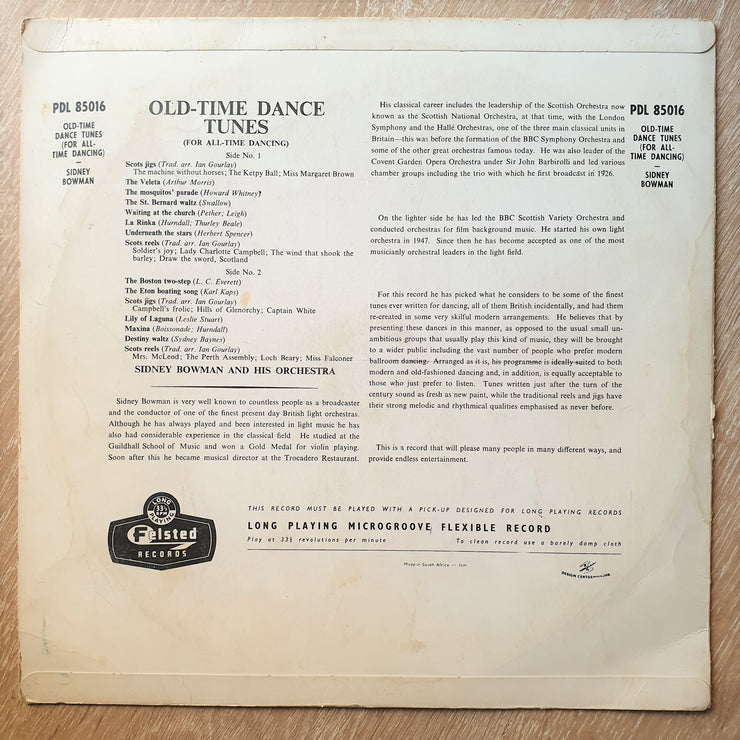 PDL 85016
OLD-TIME
DANCE TUNES
(FOR ALL-
TIME DANCING)
–
SIDNEY
BOWMAN
OLD-TIME DANCE
TUNES
(FOR ALL-TIME DANCING)
Side No. 1
Scots jigs (Trad. arr. Ian Gourlay)
The machine without horses; The Ketpy Ball; Miss Margaret Brown
The Veleta (Arthur Morris)
The mosquitos' parade (Howard Whitney)
The St. Bernard waltz (Swallow)
Waiting at the church (Pether; Leigh)
La Rinka (Hurndall; Thurley Beale)
Underneath the stars (Herbert Spencer)
Scots reels (Trad. arr. Ian Gourlay)
Soldier's joy; Lady Charlotte Campbell; The wind that shook the
barley; Draw the sword, Scotland
Side No. 2
The Boston two-step (L. C. Everett)
The Eton boating song (Karl Kaps)
Scots jigs (Trad. arr. Ian Gourlay)
Campbell's frolic; Hills of Glenorchy; Captain White
Lily of Laguna (Leslie Stuart)
Maxina (Boissonade; Hurndall)
Destiny waltz (Sydney Baynes)
Scots reels (Trad. arr. Ian Gourlay)
Mrs. McLeod; The Perth Assembly; Loch Beary; Miss Falconer
SIDNEY BOWMAN AND HIS ORCHESTRA
Sidney Bowman is very well known to countless people as a broadcaster
and the conductor of one of the finest present day British light orchestras.
Although he has always played and been interested in light music he has
also had considerable experience in the classical field He studied at the
Guildhall School of Music and won a Gold Medal for violin playing.
Soon after this he became musical director at the Trocadero Restaurant.
His classical career includes the leadership of the Scottish Orchestra now
known as the Scottish National Orchestra, at that time, with the London
Symphony and the Hallé Orchestras, one of the three main classical units in
Britain—this was before the formation of the BBC Symphony Orchestra and
some of the other great orchestras famous today. He was also leader of the
Covent Garden Opera Orchestra under Sir John Barbirolli and led various
chamber groups including the trio with which he first broadcast in 1926.
On the lighter side he has led the BBC Scottish Variety Orchestra and
conducted orchestras for film background music. He started his own light
orchestra in 1947. Since then he has become accepted as one of the most
musicianly orchestral leaders in the light field.
For this record he has picked what he considers to be some of the finest
tunes ever written for dancing, all of them British incidentally, and had them
re-created in some very skilful modern arrangements. He believes that by
presenting these dances in this manner, as opposed to the usual small un-
ambitious groups that usually play this kind of music, they will be brought
to a wider public including the vast number of people who prefer modern
ballroom dancing. Arranged as it is, his programme is ideally suited to both
modern and old-fashioned dancing and, in addition, is equally acceptable to
those who just prefer to listen. Tunes written just after the turn of the
century sound as fresh as new paint, while the traditional reels and jigs have
their strong melodic and rhythmical qualities emphasised as never before.
This is a record that will please many people in many different ways, and
provide endless entertainment.
PDL 85016
OLD-TIME
DANCE TUNES
(FOR ALL-
TIME DANCING)
–
SIDNEY
BOWMAN
LONG
33⅓
RPM
PLAYING
Felsted
RECORDS
THIS RECORD MUST BE PLAYED WITH A PICK-UP DESIGNED FOR LONG PLAYING RECORDS
LONG PLAYING MICROGROOVE FLEXIBLE RECORD
Play at 33⅓ revolutions per minute To clean record use a barely damp cloth
Made in South Africa —
DESIGN CENTRE